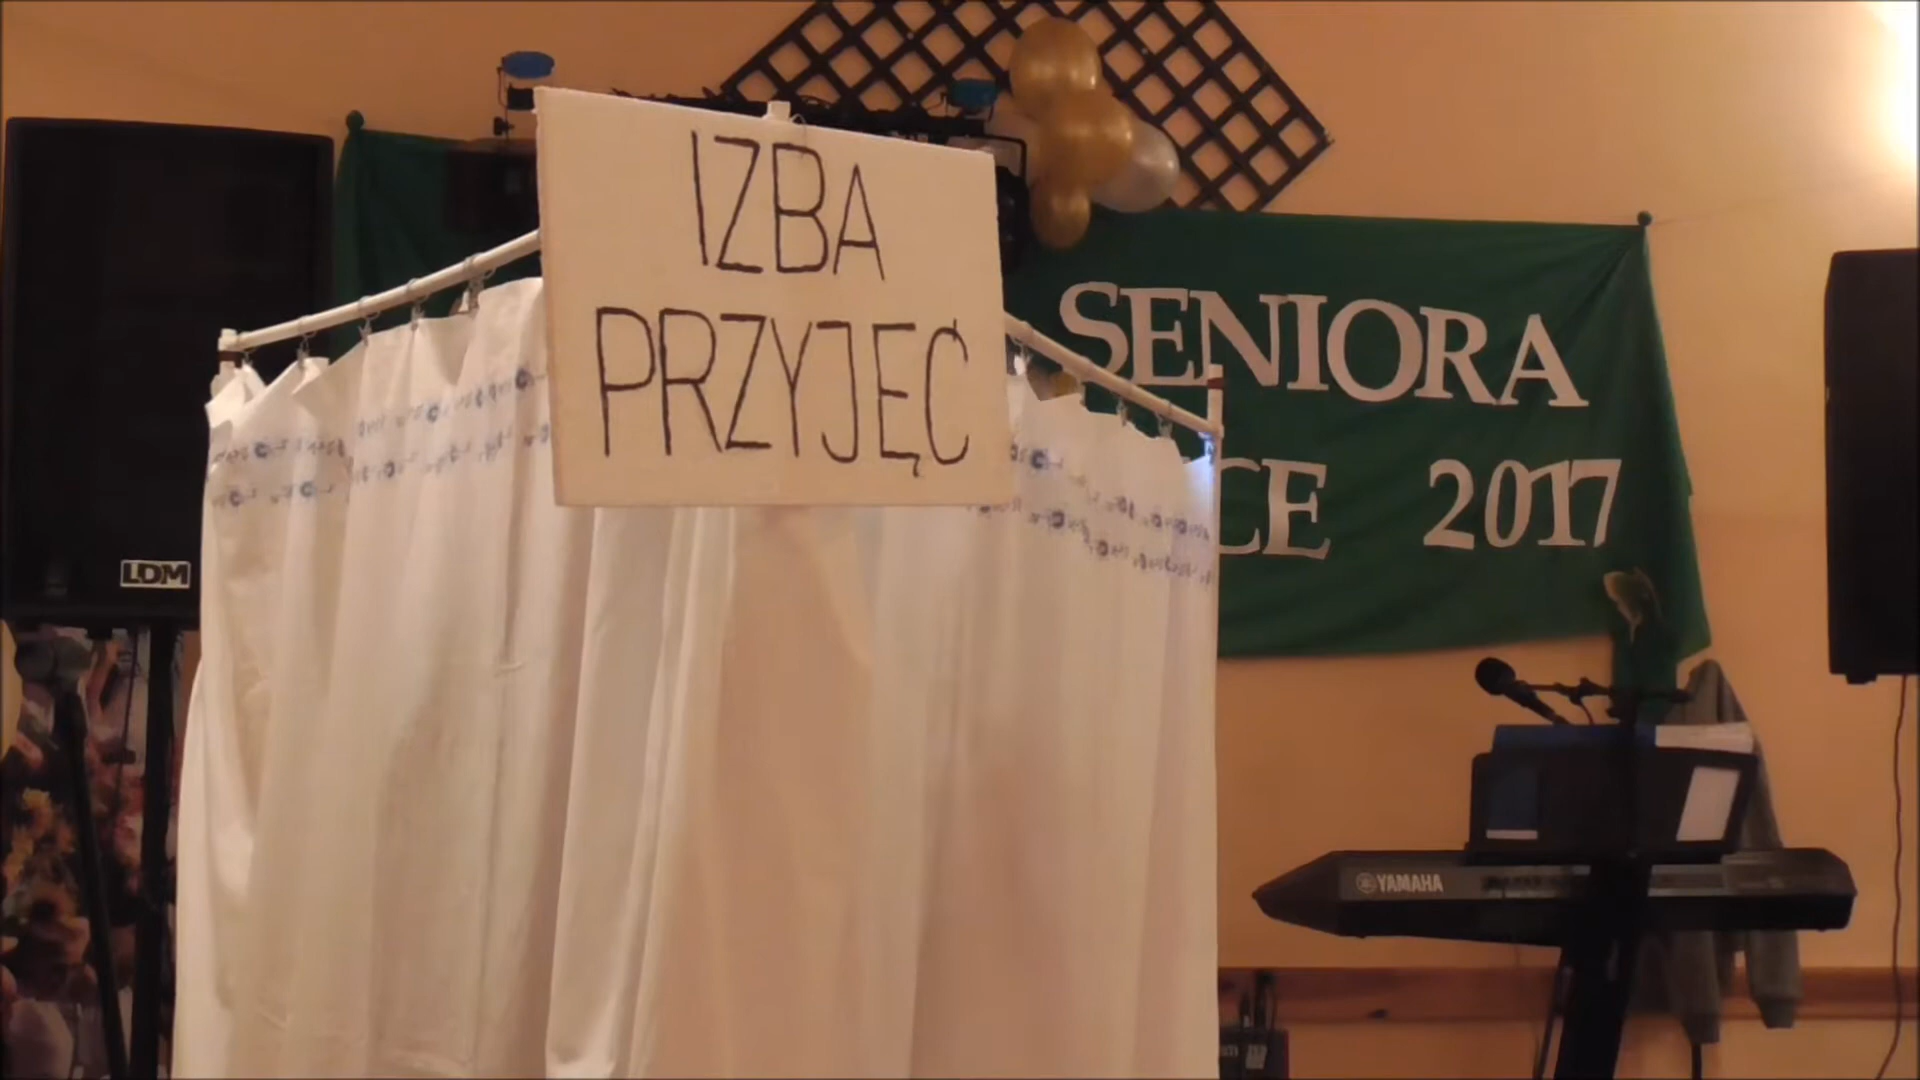 IZBA
PRZYJĘĆ
SENIORA
CE 2017
LDM
YAMAHA